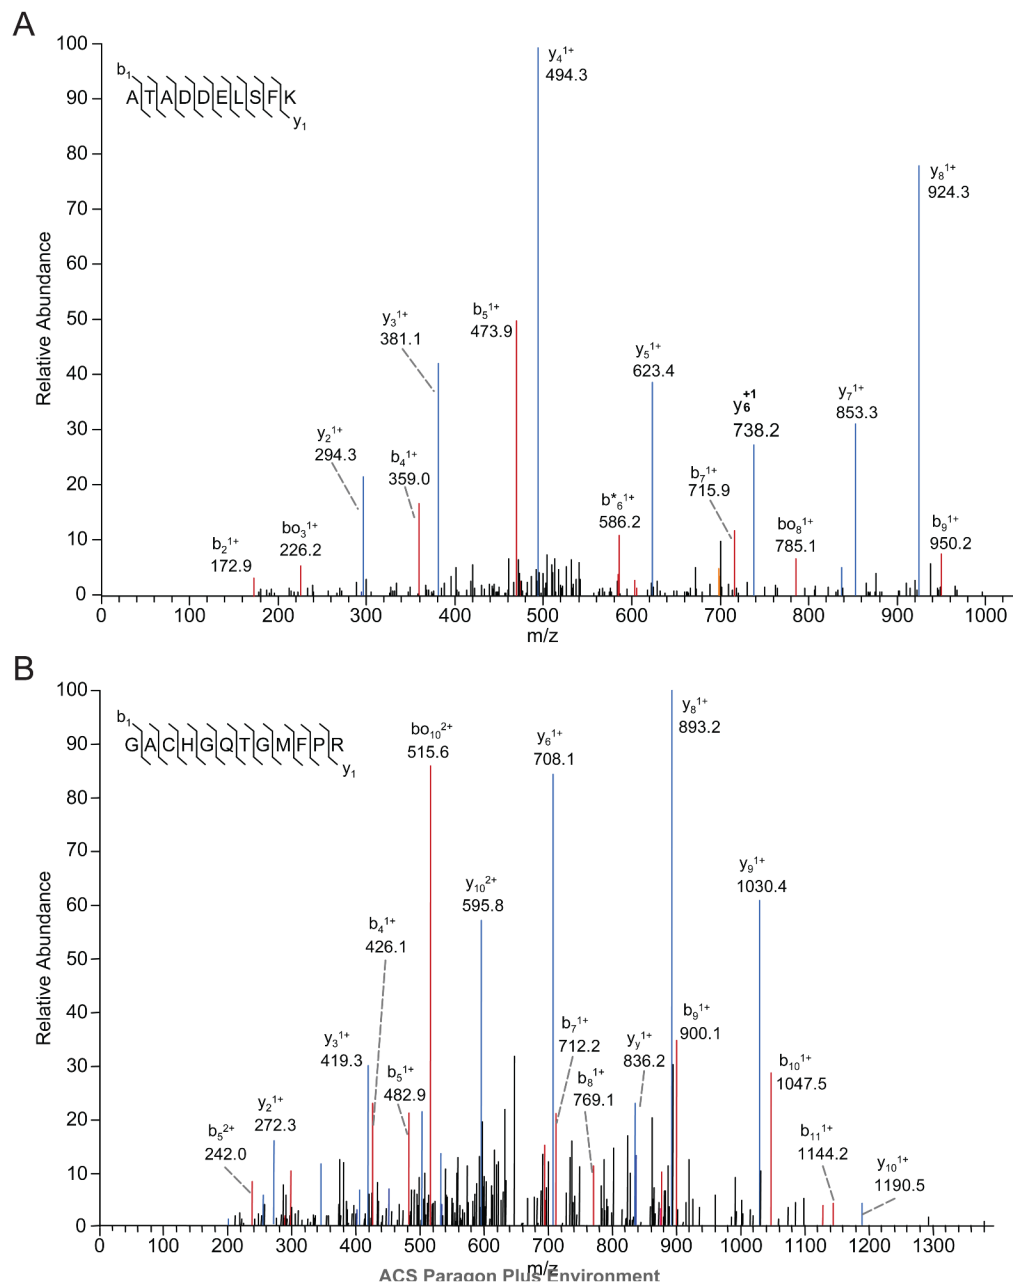 A
100
90
80
70
60
50
40
30
20
10
0
Relative Abundance
b1
ATADDELSFK
y1
y4 1+
494.3
y8 1+
924.3
b5 1+
473.9
y3 1+
381.1
y5 1+
623.4
y6 +1
738.2
y7 1+
853.3
y2 1+
294.3
b4 1+
359.0
b7 1+
715.9
b*6 1+
586.2
b2 1+
172.9
bo3 1+
226.2
bo8 1+
785.1
b9 1+
950.2
0 100 200 300 400 500 600 700 800 900 1000
m/z
B
100
90
80
70
60
50
40
30
20
10
0
Relative Abundance
b1
GACHGQTGMFPR
y1
bo10 2+
515.6
y6 1+
708.1
y8 1+
893.2
y10 2+
595.8
y9 1+
1030.4
b4 1+
426.1
y3 1+
419.3
b5 1+
482.9
b7 1+
712.2
b8 1+
769.1
yy 1+
836.2
b9 1+
900.1
b10 1+
1047.5
y2 1+
272.3
b5 2+
242.0
b11 1+
1144.2
y10 1+
1190.5
0 100 200 300 400 500 600 700 800 900 1000 1100 1200 1300
m/z
ACS Paragon Plus Environment